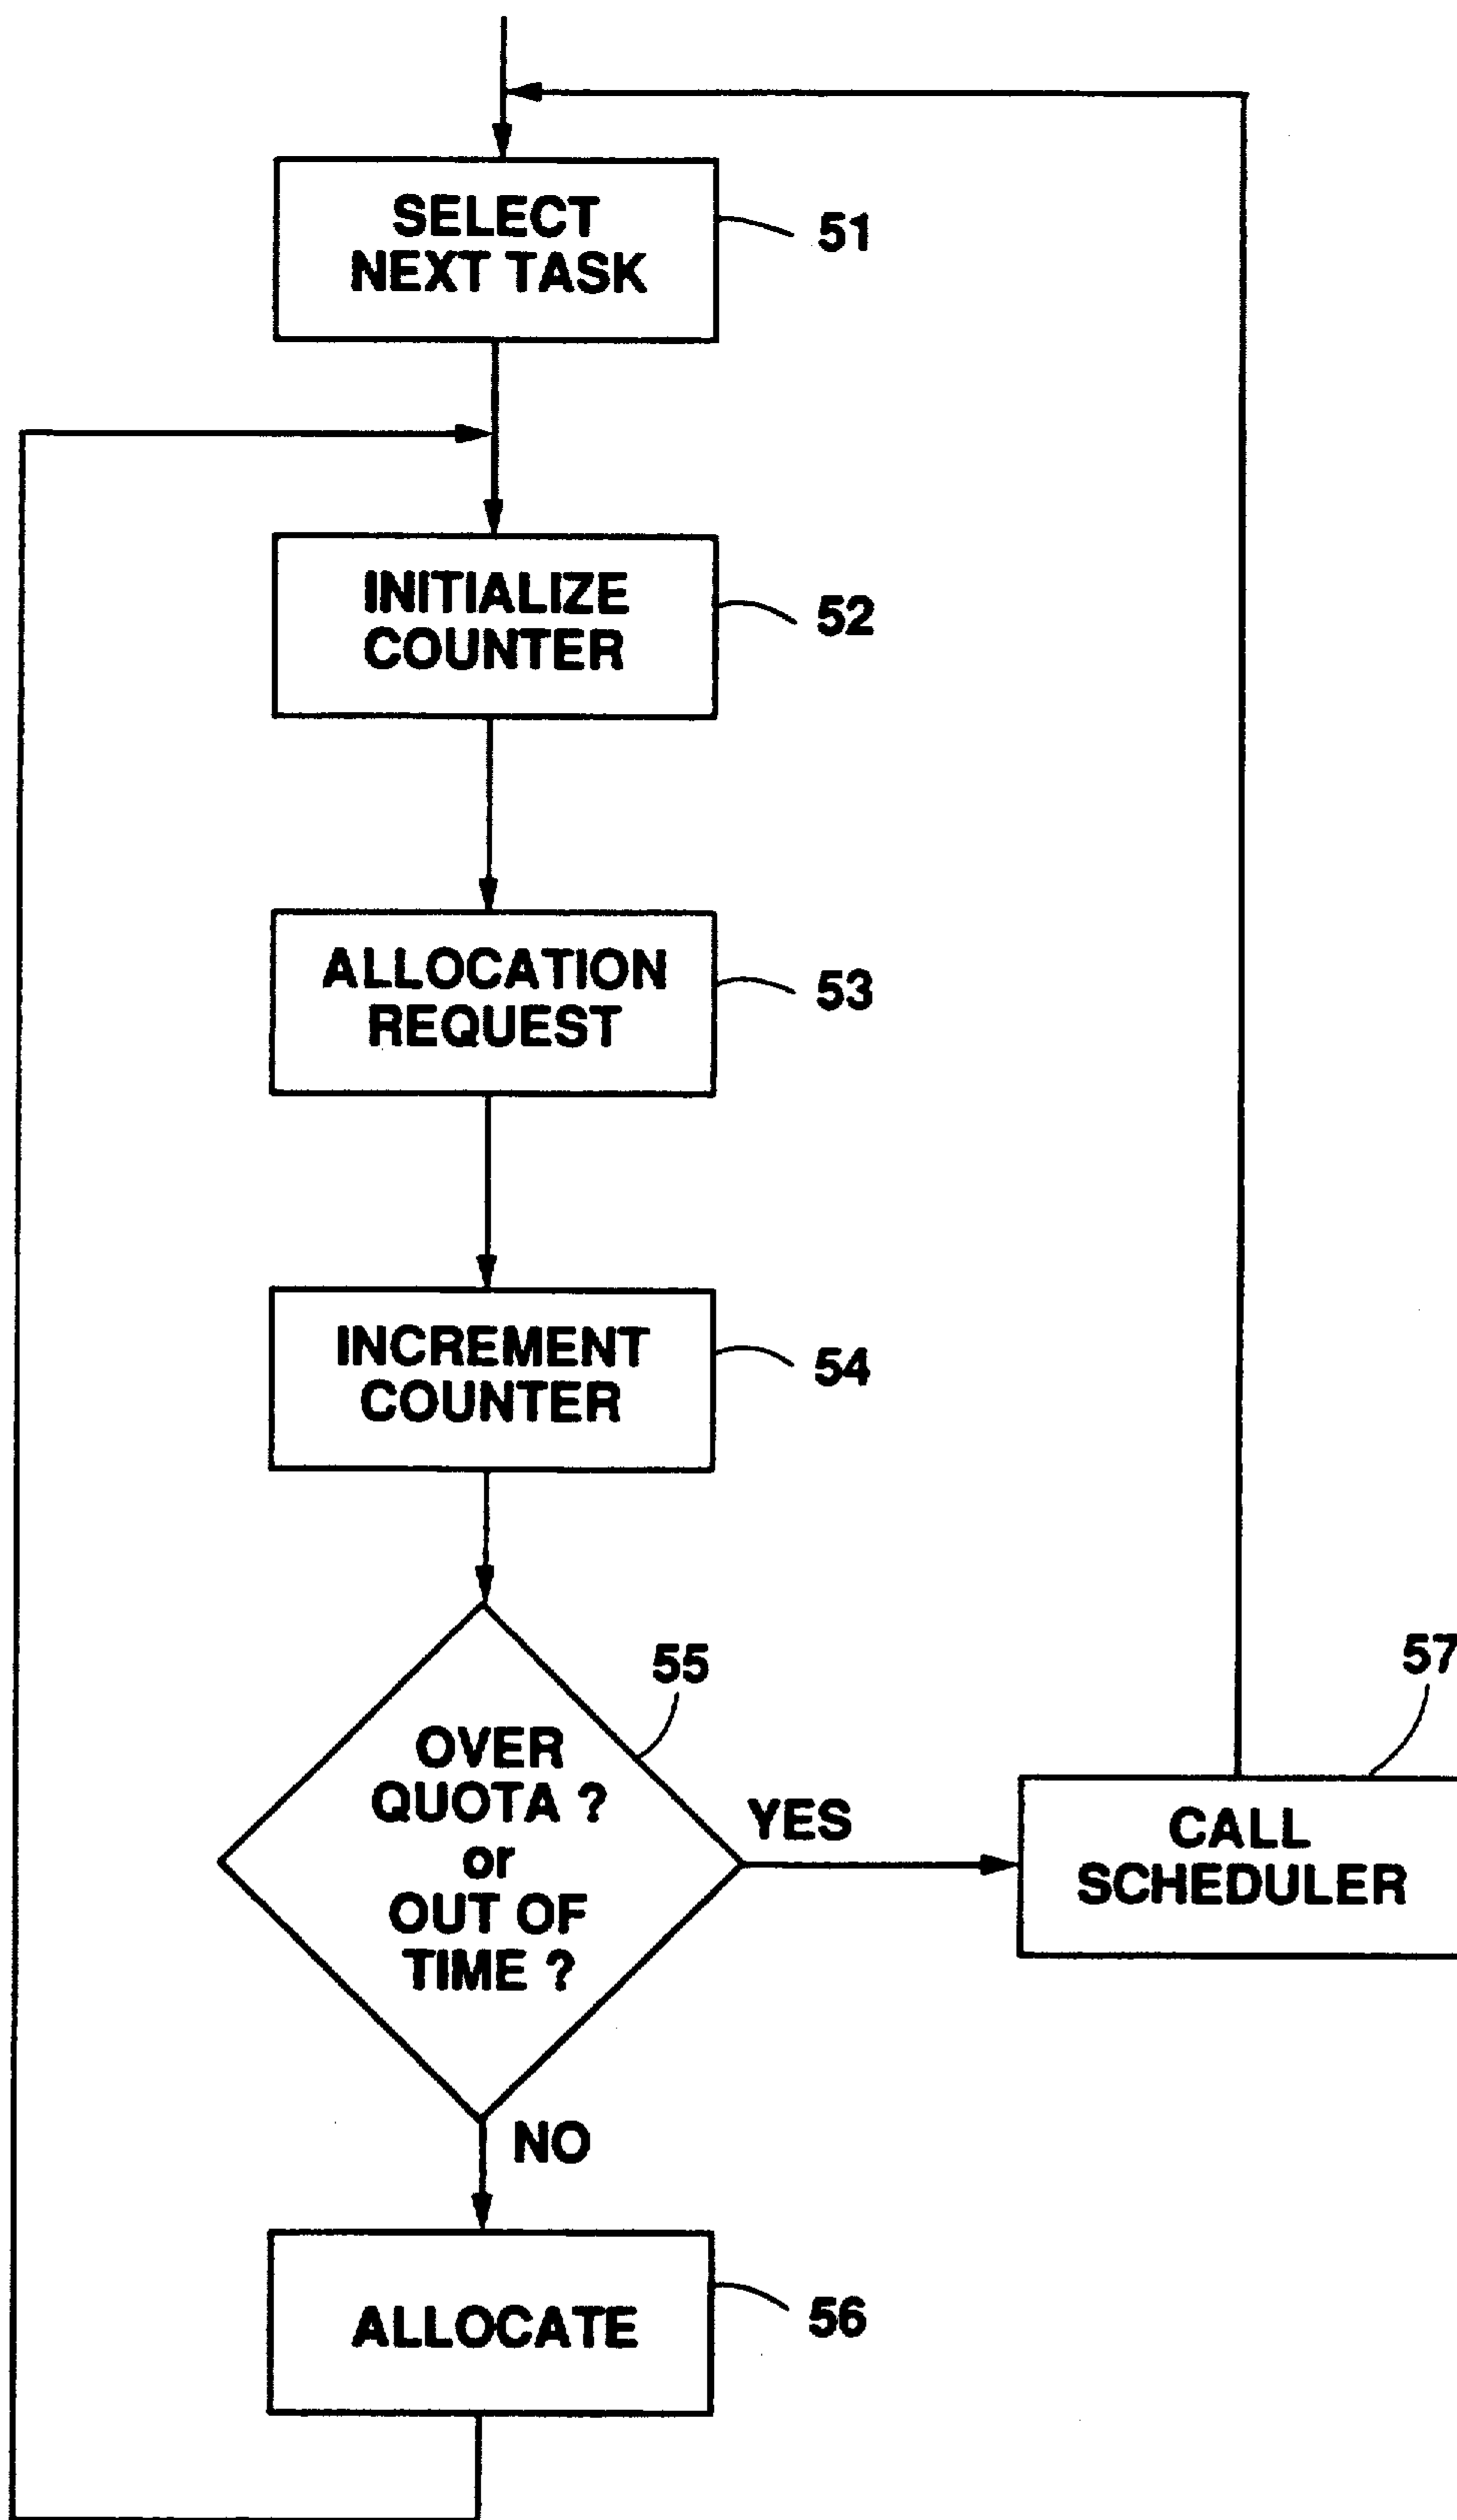 SELECT
NEXT TASK
51
INITIALIZE
COUNTER
52
ALLOCATION
REQUEST
53
INCREMENT
COUNTER
54
55
OVER
QUOTA ?
or
OUT OF
TIME ?
YES
57
CALL
SCHEDULER
NO
ALLOCATE
56